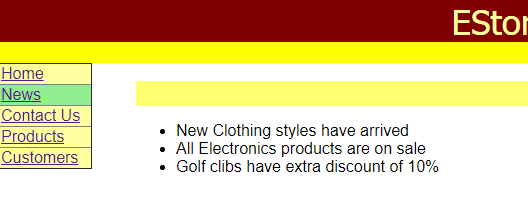 EStor
Home
News
Contact Us
Products
Customers
New Clothing styles have arrived
All Electronics products are on sale
Golf clibs have extra discount of 10%